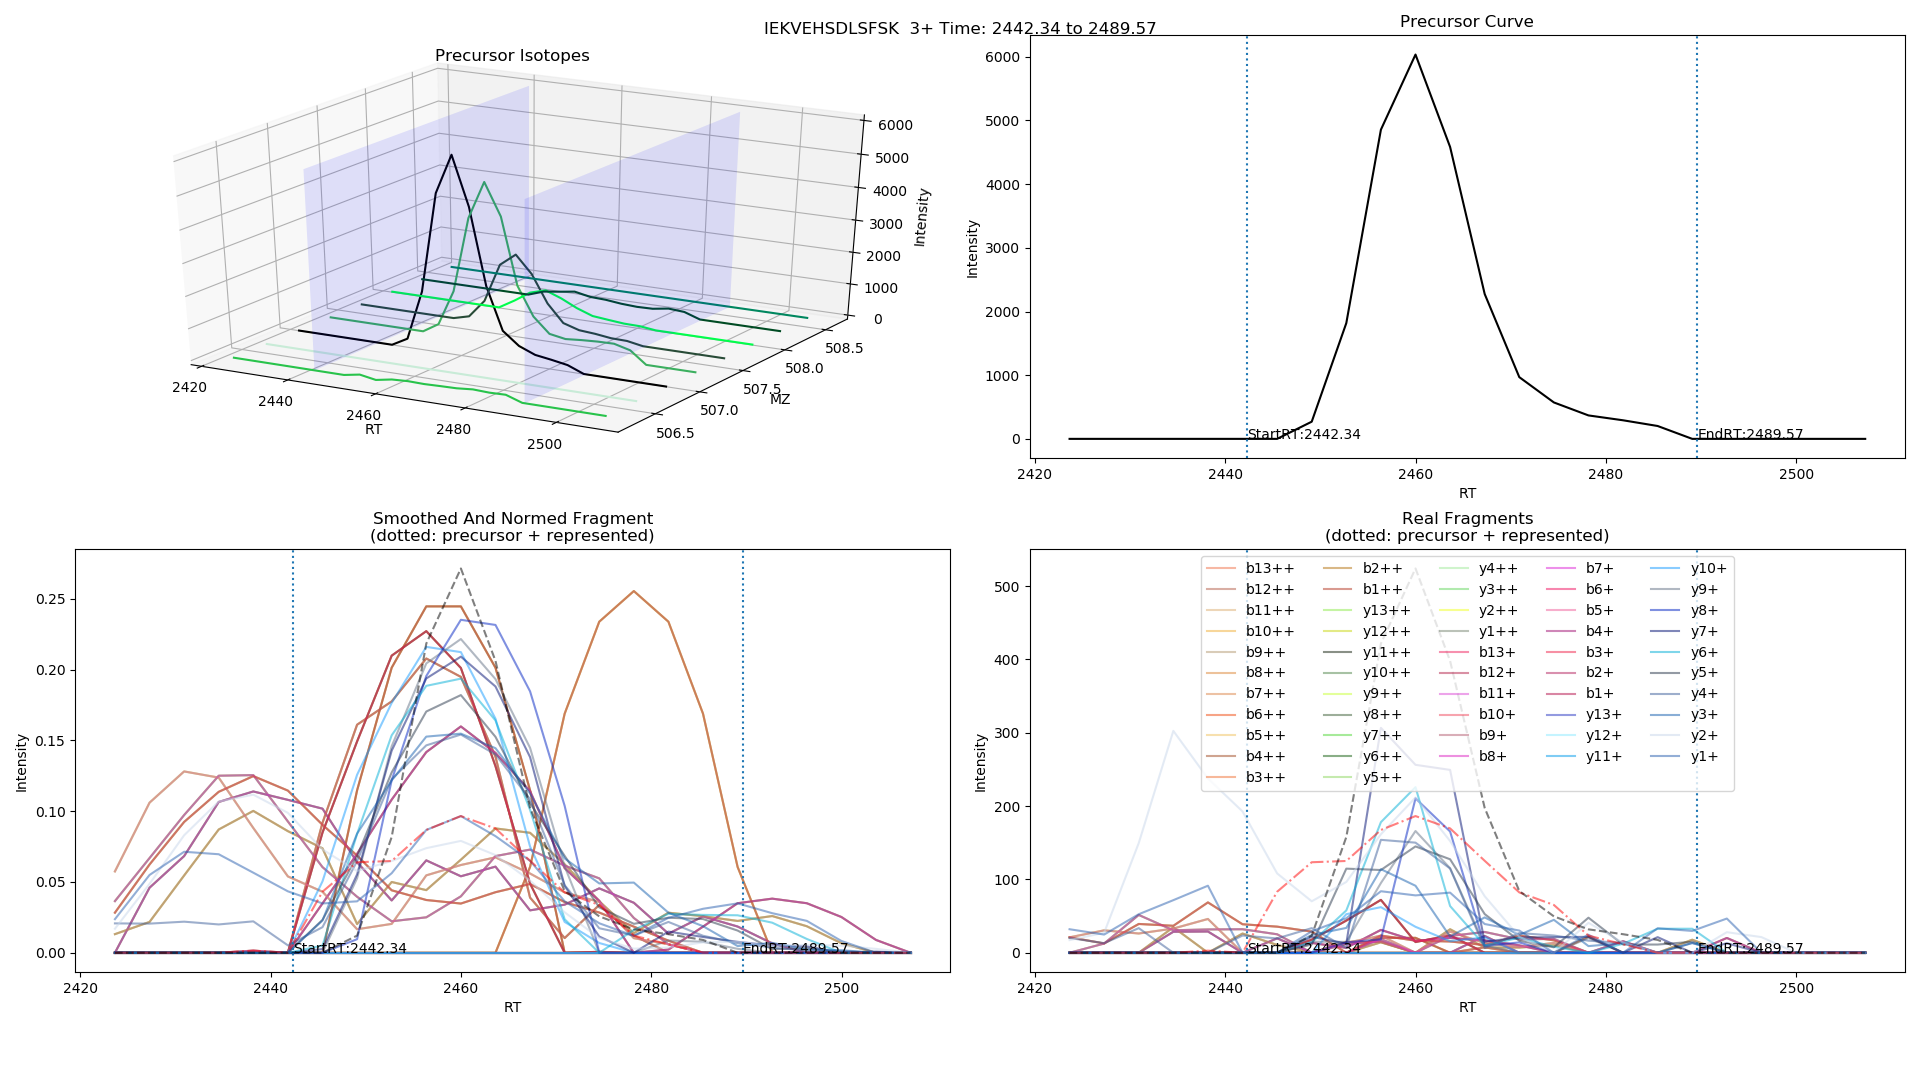 IEKVEHSDLSFSK  3+ Time: 2442.34 to 2489.57
Precursor Isotopes
6000
5000
4000
3000
2000
1000
0
Intensity
2420
2440
2460
2480
2500
RT
506.5
507.0
507.5
508.0
508.5
MZ
Precursor Curve
6000
5000
4000
3000
2000
1000
0
Intensity
StartRT:2442.34
EndRT:2489.57
2420
2440
2460
2480
2500
RT
Smoothed And Normed Fragment
(dotted: precursor + represented)
0.25
0.20
0.15
0.10
0.05
0.00
Intensity
StartRT:2442.34
EndRT:2489.57
2420
2440
2460
2480
2500
RT
Real Fragments
(dotted: precursor + represented)
500
400
300
200
100
0
Intensity
b13++
b12++
b11++
b10++
b9++
b8++
b7++
b6++
b5++
b4++
b3++
b2++
b1++
y13++
y12++
y11++
y10++
y9++
y8++
y7++
y6++
y5++
y4++
y3++
y2++
y1++
b13+
b12+
b11+
b10+
b9+
b8+
b7+
b6+
b5+
b4+
b3+
b2+
b1+
y13+
y12+
y11+
y10+
y9+
y8+
y7+
y6+
y5+
y4+
y3+
y2+
y1+
StartRT:2442.34
EndRT:2489.57
2420
2440
2460
2480
2500
RT